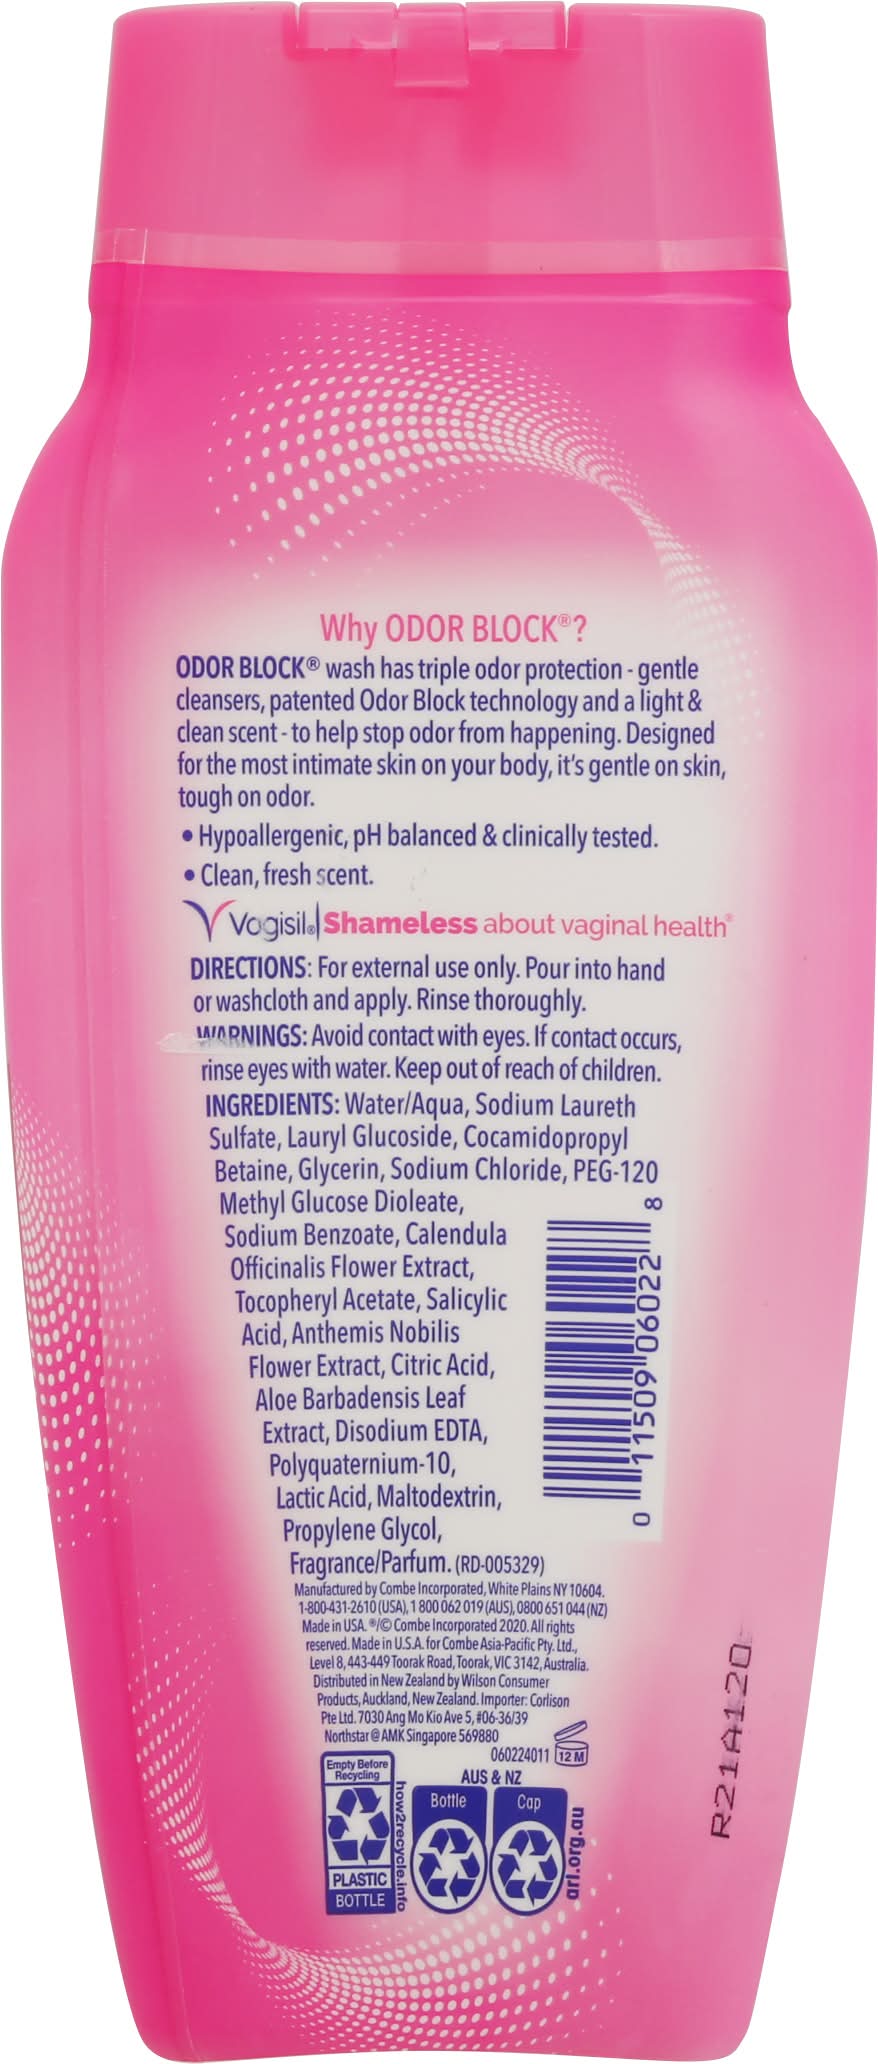 Why ODOR BLOCK®?
ODOR BLOCK® wash has triple odor protection - gentle
cleansers, patented Odor Block technology and a light &
clean scent - to help stop odor from happening. Designed
for the most intimate skin on your body, it's gentle on skin,
tough on odor.
• Hypoallergenic, pH balanced & clinically tested.
• Clean, fresh scent.
Vagisil® | Shameless about vaginal health®
DIRECTIONS: For external use only. Pour into hand
or washcloth and apply. Rinse thoroughly.
WARNINGS: Avoid contact with eyes. If contact occurs,
rinse eyes with water. Keep out of reach of children.
INGREDIENTS: Water/Aqua, Sodium Laureth
Sulfate, Lauryl Glucoside, Cocamidopropyl
Betaine, Glycerin, Sodium Chloride, PEG-120
Methyl Glucose Dioleate,
Sodium Benzoate, Calendula
Officinalis Flower Extract,
Tocopheryl Acetate, Salicylic
Acid, Anthemis Nobilis
Flower Extract, Citric Acid,
Aloe Barbadensis Leaf
Extract, Disodium EDTA,
Polyquaternium-10,
Lactic Acid, Maltodextrin,
Propylene Glycol,
Fragrance/Parfum. (RD-005329)
0 11509 06022 8
Manufactured by Combe Incorporated, White Plains NY 10604.
1-800-431-2610 (USA), 1 800 062 019 (AUS), 0800 651 044 (NZ)
Made in USA. ®/© Combe Incorporated 2020. All rights
reserved. Made in U.S.A. for Combe Asia-Pacific Pty. Ltd.,
Level 8, 443-449 Toorak Road, Toorak, VIC 3142, Australia.
Distributed in New Zealand by Wilson Consumer
Products, Auckland, New Zealand. Importer: Corlison
Pte Ltd. 7030 Ang Mo Kio Ave 5, #06-36/39
Northstar @ AMK Singapore 569880
060224011
12 M
Empty Before
Recycling
PLASTIC
BOTTLE
how2recycle.info
AUS & NZ
Bottle
Cap
arl.org.au
R21A120